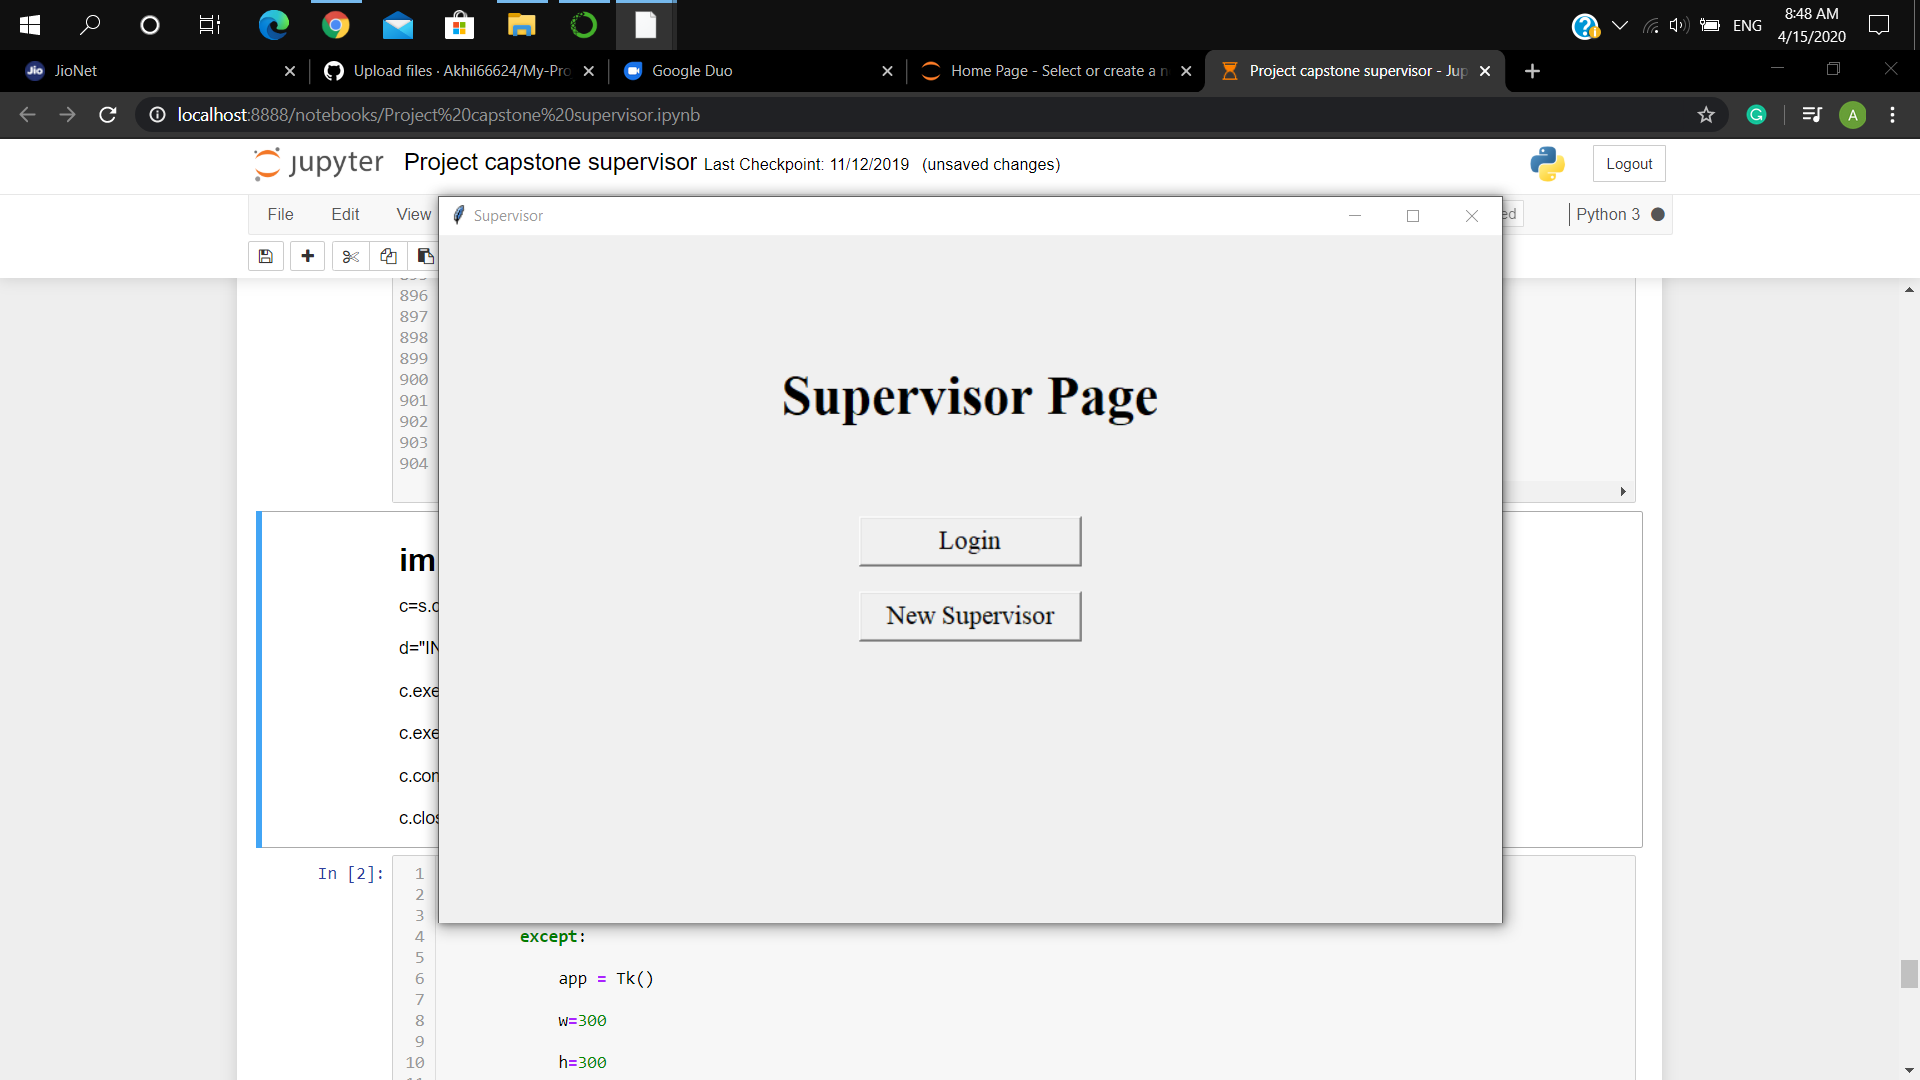 ENG
8:48 AM
4/15/2020
JioNet
Upload files · Akhil66624/My-Pro
Google Duo
Home Page - Select or create a n
Project capstone supervisor - Jup
localhost:8888/notebooks/Project%20capstone%20supervisor.ipynb
A
jupyter Project capstone supervisor Last Checkpoint: 11/12/2019 (unsaved changes)
Logout
File Edit View
ed
Python 3
Supervisor
896
897
898
899
900
901
902
903
904
Supervisor Page
Login
New Supervisor
im
c=s.c
d="IN
c.exe
c.exe
c.con
c.clos
In [2]:
1
2
3
4 except:
5
6 app = Tk()
7
8 w=300
9
10 h=300